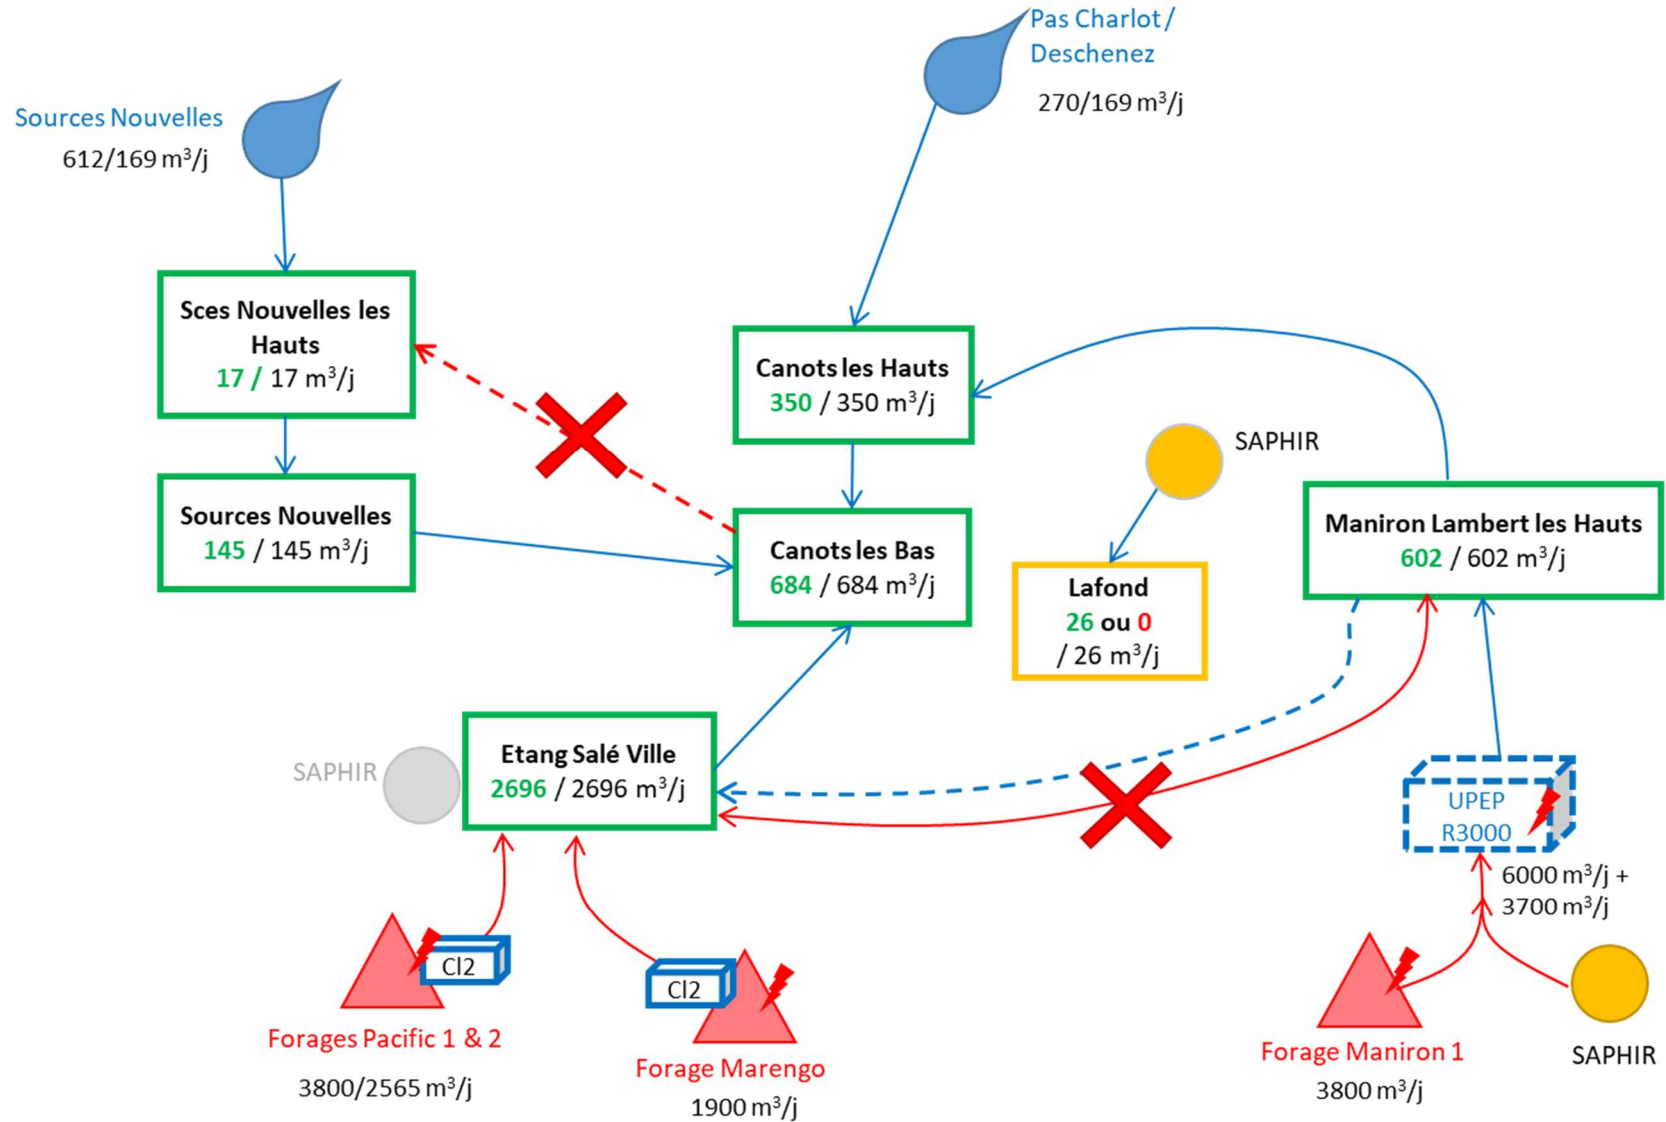 Pas Charlot/
Deschenez
270/169 m³/j
Sources Nouvelles
612/169 m³/j
Sces Nouvelles les
Hauts
17 / 17 m³/j
Canots les Hauts
350 / 350 m³/j
SAPHIR
Sources Nouvelles
145 / 145 m³/j
Canots les Bas
684 / 684 m³/j
Lafond
26 ou 0
/ 26 m³/j
Maniron Lambert les Hauts
602 / 602 m³/j
SAPHIR
Etang Salé Ville
2696 / 2696 m³/j
UPEP
R3000
6000 m³/j +
3700 m³/j
Cl2
Cl2
Forages Pacific 1 & 2
3800/2565 m³/j
Forage Marengo
1900 m³/j
Forage Maniron 1
3800 m³/j
SAPHIR